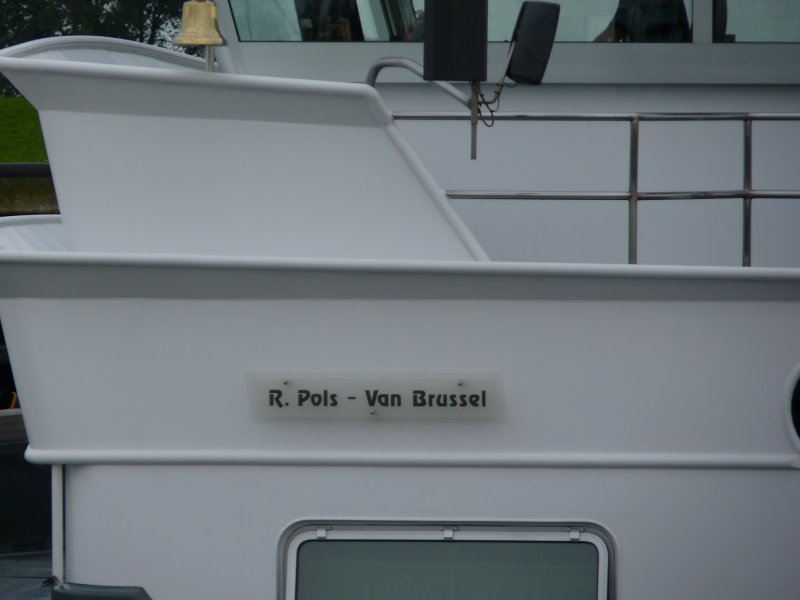 R. Pols - Van Brussel